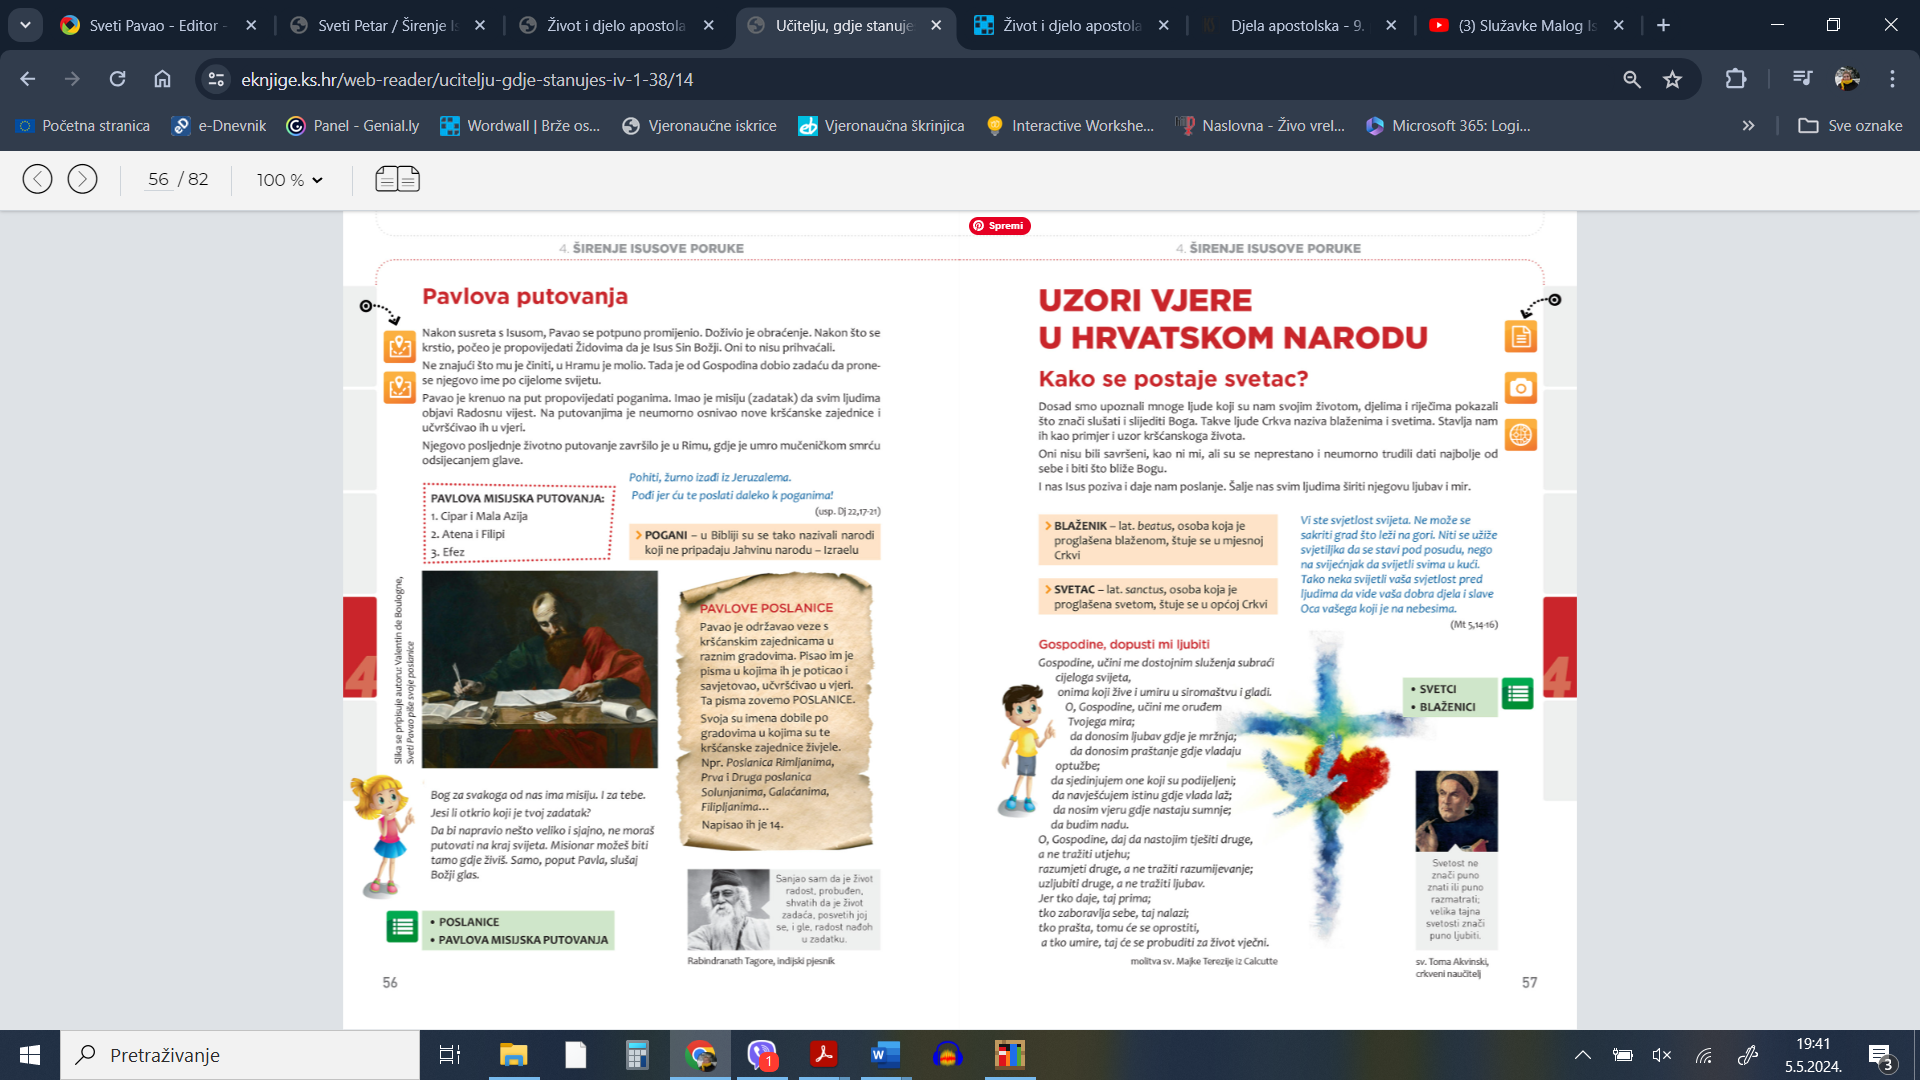 Sveti Pavao - Editor -
Sveti Petar / Širenje Is
Život i djelo apostola
Učitelju, gdje stanujes
Život i djelo apostola
Djela apostolska - 9.
(3) Služavke Malog Is
eknjige.ks.hr/web-reader/ucitelju-gdje-stanujes-iv-1-38/14
Početna stranica
e-Dnevnik
Panel - Genial.ly
Wordwall | Brže os...
Vjeronaučne iskrice
Vjeronaučna škrinjica
Interactive Workshe...
Naslovna - Živo vrel...
Microsoft 365: Logi...
Sve oznake
56 / 82
100 %
Spremi
4. ŠIRENJE ISUSOVE PORUKE
Pavlova putovanja
Nakon susreta s Isusom, Pavao se potpuno promijenio. Doživio je obraćenje. Nakon što se
krstio, počeo je propovijedati Židovima da je Isus Sin Božji. Oni to nisu prihvaćali.
Ne znajući što mu je činiti, u Hramu je molio. Tada je od Gospodina dobio zadaću da prone-
se njegovo ime po cijelome svijetu.
Pavao je krenuo na put propovijedati poganima. Imao je misiju (zadatak) da svim ljudima
objavi Radosnu vijest. Na putovanjima je neumorno osnivao nove kršćanske zajednice i
učvršćivao ih u vjeri.
Njegovo posljednje životno putovanje završilo je u Rimu, gdje je umro mučeničkom smrću
odsijecanjem glave.
PAVLOVA MISIJSKA PUTOVANJA:
1. Cipar i Mala Azija
2. Atena i Filipi
3. Efez
Pohiti, žurno izađi iz Jeruzalema.
Pođi jer ću te poslati daleko k poganima!
(usp. Dj 22,17-21)
POGANI – u Bibliji su se tako nazivali narodi
koji ne pripadaju Jahvinu narodu – Izraelu
Slika se pripisuje autoru: Valentin de Boulogne,
Sveti Pavao piše svoje poslanice
PAVLOVE POSLANICE
Pavao je održavao veze s
kršćanskim zajednicama u
raznim gradovima. Pisao im je
pisma u kojima ih je poticao i
savjetovao, učvršćivao u vjeri.
Ta pisma zovemo POSLANICE.
Svoja su imena dobile po
gradovima u kojima su te
kršćanske zajednice živjele.
Npr. Poslanica Rimljanima,
Prva i Druga poslanica
Solunjanima, Galaćanima,
Filipljanima...
Napisao ih je 14.
Bog za svakoga od nas ima misiju. I za tebe.
Jesi li otkrio koji je tvoj zadatak?
Da bi napravio nešto veliko i sjajno, ne moraš
putovati na kraj svijeta. Misionar možeš biti
tamo gdje živiš. Samo, poput Pavla, slušaj
Božji glas.
• POSLANICE
• PAVLOVA MISIJSKA PUTOVANJA
Sanjao sam da je život
radost, probuđen,
shvatih da je život
zadaća, posvetih joj
se, i gle, radost nađoh
u zadatku.
Rabindranath Tagore, indijski pjesnik
56
4
4. ŠIRENJE ISUSOVE PORUKE
UZORI VJERE
U HRVATSKOM NARODU
Kako se postaje svetac?
Dosad smo upoznali mnoge ljude koji su nam svojim životom, djelima i riječima pokazali
što znači slušati i slijediti Boga. Takve ljude Crkva naziva blaženima i svetima. Stavlja nam
ih kao primjer i uzor kršćanskoga života.
Oni nisu bili savršeni, kao ni mi, ali su se neprestano i neumorno trudili dati najbolje od
sebe i biti što bliže Bogu.
I nas Isus poziva i daje nam poslanje. Šalje nas svim ljudima širiti njegovu ljubav i mir.
BLAŽENIK – lat. beatus, osoba koja je
proglašena blaženom, štuje se u mjesnoj
Crkvi
SVETAC – lat. sanctus, osoba koja je
proglašena svetom, štuje se u općoj Crkvi
Vi ste svjetlost svijeta. Ne može se
sakriti grad što leži na gori. Niti se užiže
svjetiljka da se stavi pod posudu, nego
na svijećnjak da svijetli svima u kući.
Tako neka svijetli vaša svjetlost pred
ljudima da vide vaša dobra djela i slave
Oca vašega koji je na nebesima.
(Mt 5,14-16)
Gospodine, dopusti mi ljubiti
Gospodine, učini me dostojnim služenja subraći
cijeloga svijeta,
onima koji žive i umiru u siromaštvu i gladi.
O, Gospodine, učini me oruđem
Tvojega mira;
da donosim ljubav gdje je mržnja;
da donosim praštanje gdje vladaju
optužbe;
da sjedinjujem one koji su podijeljeni;
da navješćujem istinu gdje vlada laž;
da nosim vjeru gdje nastaju sumnje;
da budim nadu.
O, Gospodine, daj da nastojim tješiti druge,
a ne tražiti utjehu;
razumjeti druge, a ne tražiti razumijevanje;
uzljubiti druge, a ne tražiti ljubav.
Jer tko daje, taj prima;
tko zaboravlja sebe, taj nalazi;
tko prašta, tomu će se oprostiti,
a tko umire, taj će se probuditi za život vječni.
molitva sv. Majke Terezije iz Calcutte
• SVETCI
• BLAŽENICI
4
Svetost ne
znači puno
znati ili puno
razmatrati;
velika tajna
svetosti znači
puno ljubiti.
sv. Toma Akvinski,
crkveni naučitelj
57
Pretraživanje
1
W
19:41
5.5.2024.
3